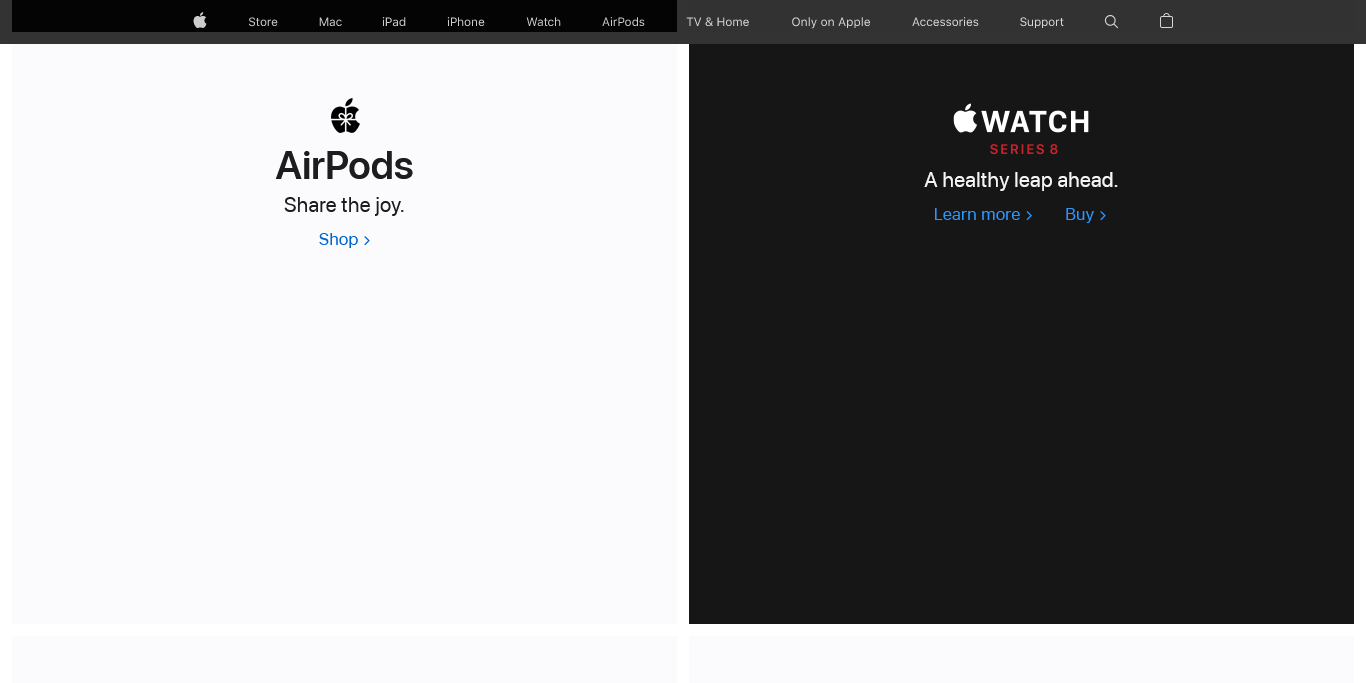 Store Mac iPad iPhone Watch AirPods TV & Home Only on Apple Accessories Support
AirPods
Share the joy.
Shop
WATCH
SERIES 8
A healthy leap ahead.
Learn more Buy